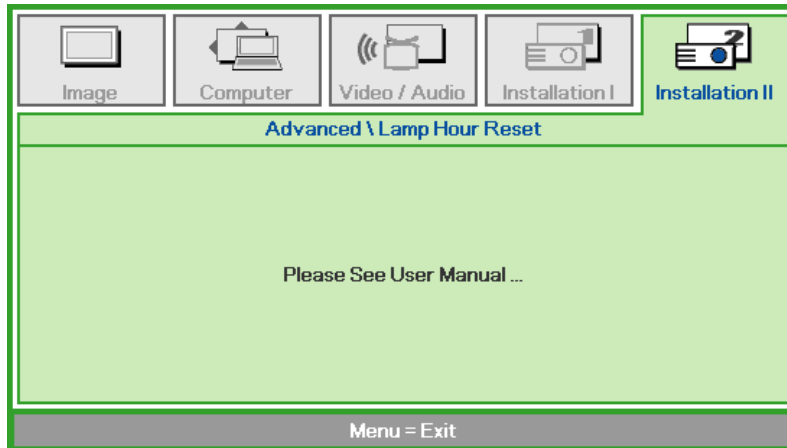 Image
Computer
Video / Audio
Installation I
Installation II
Advanced \ Lamp Hour Reset
Please See User Manual ...
Menu = Exit